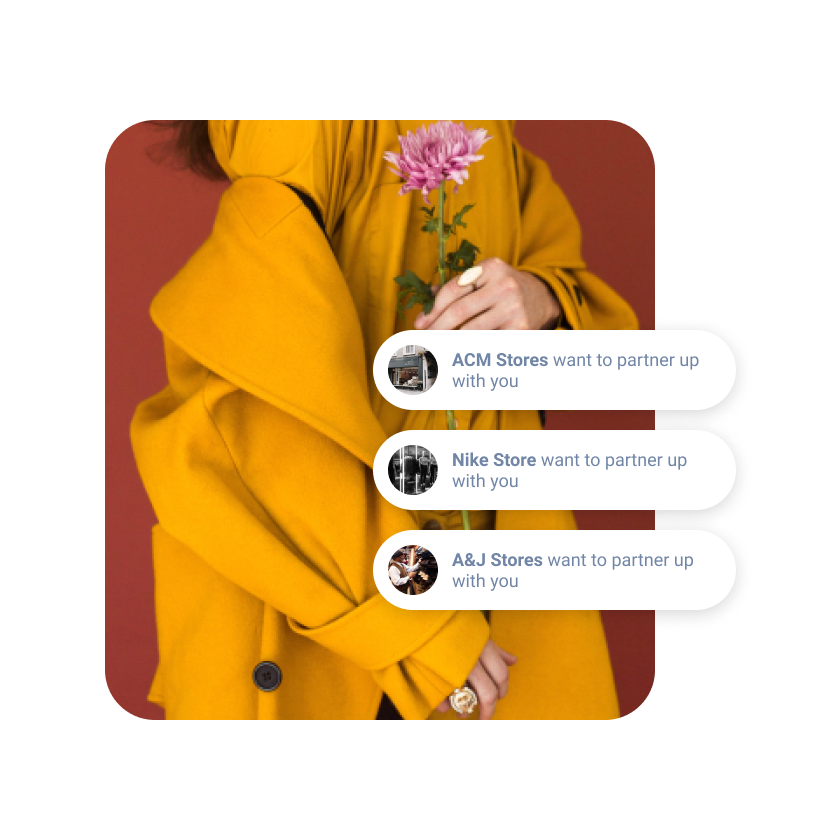 ACM Stores want to partner up
with you
Nike Store want to partner up
with you
A&J Stores want to partner up
with you